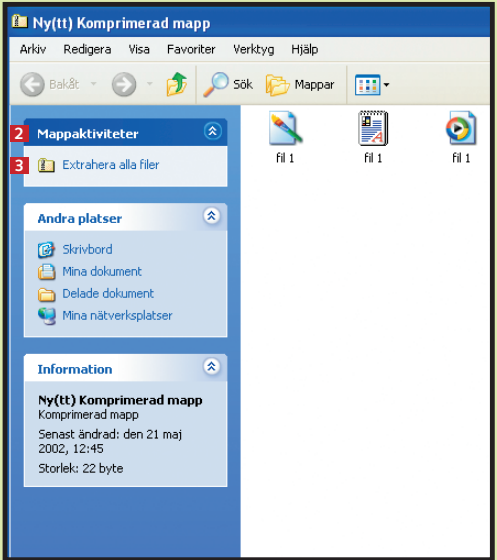 Ny(tt) Komprimerad mapp
Arkiv Redigera Visa Favoriter Verktyg Hjälp
Bakåt Sök Mappar
2 Mappaktiviteter
3 Extrahera alla filer
Andra platser
Skrivbord
Mina dokument
Delade dokument
Mina nätverksplatser
Information
Ny(tt) Komprimerad mapp
Komprimerad mapp
Senast ändrad: den 21 maj
2002, 12:45
Storlek: 22 byte
fil 1 fil 1 fil 1